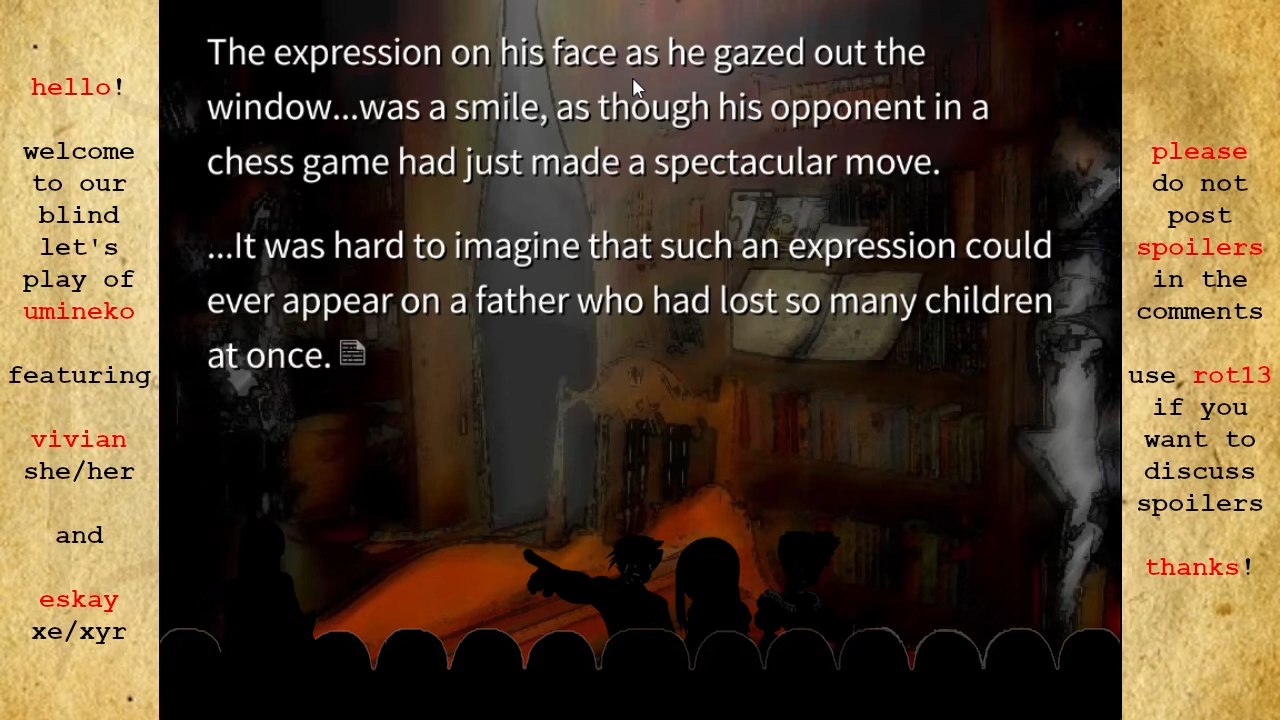 hello!
welcome
to our
blind
let's
play of
umineko
featuring
vivian
she/her
and
eskay
xe/xyr
The expression on his face as he gazed out the
window...was a smile, as though his opponent in a
chess game had just made a spectacular move.
...It was hard to imagine that such an expression could
ever appear on a father who had lost so many children
at once.
please
do not
post
spoilers
in the
comments
use rot13
if you
want to
discuss
spoilers
thanks!